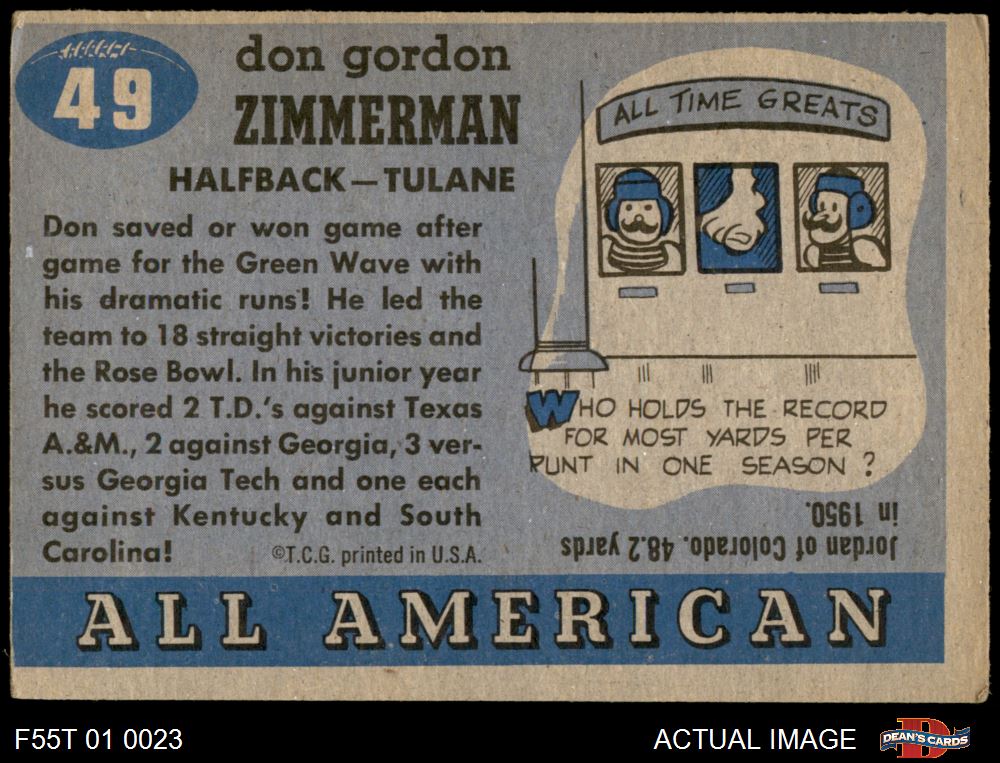 49
don gordon
ZIMMERMAN
HALFBACK—TULANE
Don saved or won game after
game for the Green Wave with
his dramatic runs! He led the
team to 18 straight victories and
the Rose Bowl. In his junior year
he scored 2 T.D.'s against Texas
A.&M., 2 against Georgia, 3 ver-
sus Georgia Tech and one each
against Kentucky and South
Carolina!
©T.C.G. printed in U.S.A.
ALL TIME GREATS
WHO HOLDS THE RECORD
FOR MOST YARDS PER
PUNT IN ONE SEASON ?
Jordan of Colorado. 48.2 yards
in 1950.
ALL AMERICAN
F55T 01 0023
ACTUAL IMAGE
D
DEAN'S CARDS